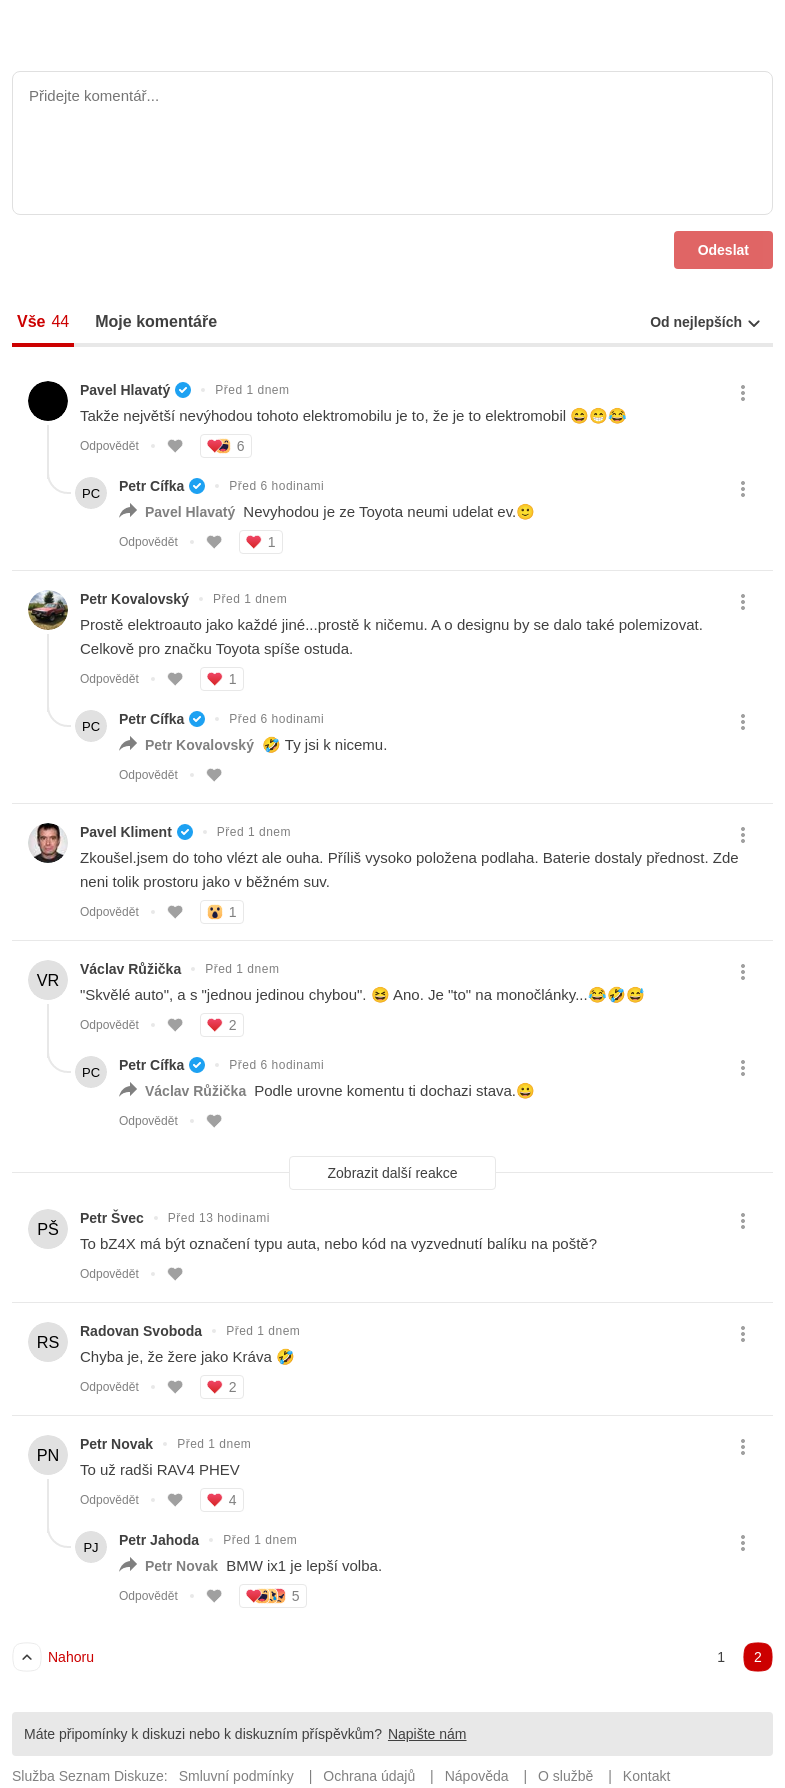 Přidejte komentář...
Odeslat
Vše 44 Moje komentáře Od nejlepších
Pavel Hlavatý Před 1 dnem
Takže největší nevýhodou tohoto elektromobilu je to, že je to elektromobil 😄😁😂
Odpovědět 6
PC Petr Cífka Před 6 hodinami
Pavel Hlavatý Nevyhodou je ze Toyota neumi udelat ev.🙂
Odpovědět 1
Petr Kovalovský Před 1 dnem
Prostě elektroauto jako každé jiné...prostě k ničemu. A o designu by se dalo také polemizovat.
Celkově pro značku Toyota spíše ostuda.
Odpovědět 1
PC Petr Cífka Před 6 hodinami
Petr Kovalovský 🤣 Ty jsi k nicemu.
Odpovědět
Pavel Kliment Před 1 dnem
Zkoušel.jsem do toho vlézt ale ouha. Příliš vysoko položena podlaha. Baterie dostaly přednost. Zde
neni tolik prostoru jako v běžném suv.
Odpovědět 1
VR Václav Růžička Před 1 dnem
"Skvělé auto", a s "jednou jedinou chybou". 😆 Ano. Je "to" na monočlánky...😂🤣😅
Odpovědět 2
PC Petr Cífka Před 6 hodinami
Václav Růžička Podle urovne komentu ti dochazi stava.😀
Odpovědět
Zobrazit další reakce
PŠ Petr Švec Před 13 hodinami
To bZ4X má být označení typu auta, nebo kód na vyzvednutí balíku na poště?
Odpovědět
RS Radovan Svoboda Před 1 dnem
Chyba je, že žere jako Kráva 🤣
Odpovědět 2
PN Petr Novak Před 1 dnem
To už radši RAV4 PHEV
Odpovědět 4
PJ Petr Jahoda Před 1 dnem
Petr Novak BMW ix1 je lepší volba.
Odpovědět 5
Nahoru 1 2
Máte připomínky k diskuzi nebo k diskuzním příspěvkům? Napište nám
Služba Seznam Diskuze: Smluvní podmínky | Ochrana údajů | Nápověda | O službě | Kontakt